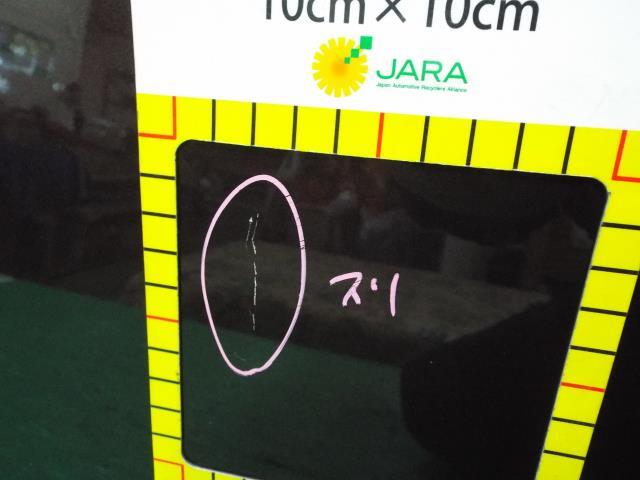 10cm×10cm
JARA
Japan Automotive Recyclers Alliance
スリ